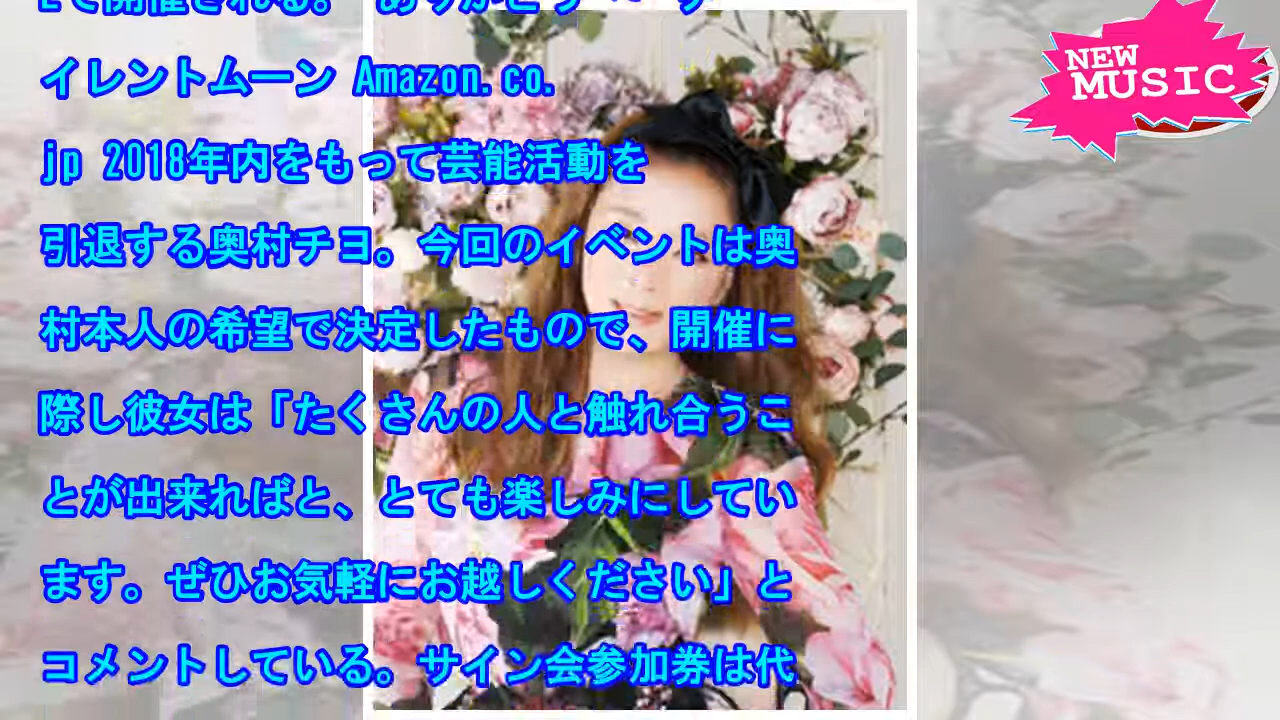 で開催される。
イレントムーン Amazon.co.
jp 2018年内をもって芸能活動を
引退する奥村チヨ。今回のイベントは奥
村本人の希望で決定したもので、開催に
際し彼女は「たくさんの人と触れ合うこ
とが出来ればと、とても楽しみにしてい
ます。ぜひお気軽にお越しください」と
コメントしている。サイン会参加券は代
NEW
MUSIC